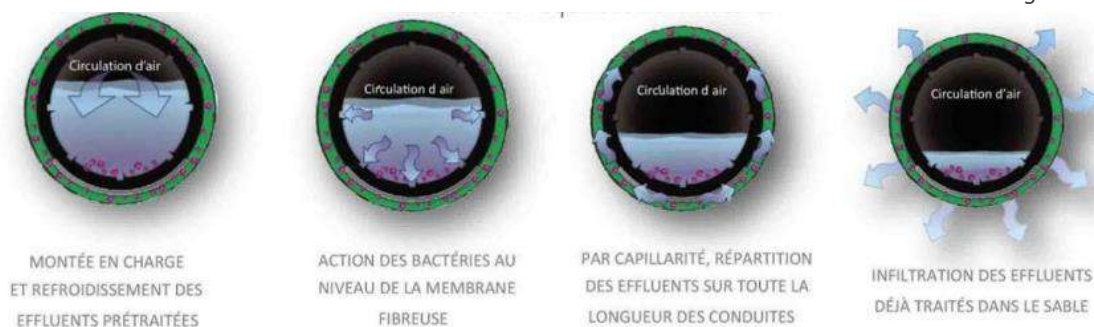 Circulation d'air
Circulation d air
Circulation d air
Circulation d'air
MONTÉE EN CHARGE
ET REFROIDISSEMENT DES
EFFLUENTS PRÉTRAITÉES
ACTION DES BACTÉRIES AU
NIVEAU DE LA MEMBRANE
FIBREUSE
PAR CAPILLARITÉ, RÉPARTITION
DES EFFLUENTS SUR TOUTE LA
LONGUEUR DES CONDUITES
INFILTRATION DES EFFLUENTS
DÉJÀ TRAITÉS DANS LE SABLE